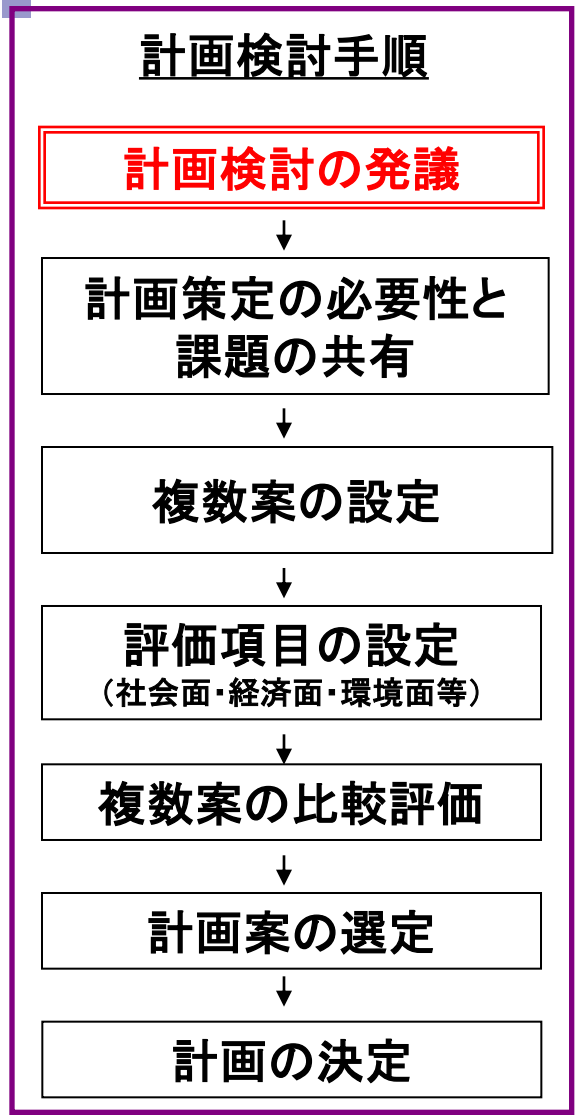 計画検討手順
計画検討の発議
計画策定の必要性と
課題の共有
複数案の設定
評価項目の設定
（社会面・経済面・環境面等）
複数案の比較評価
計画案の選定
計画の決定